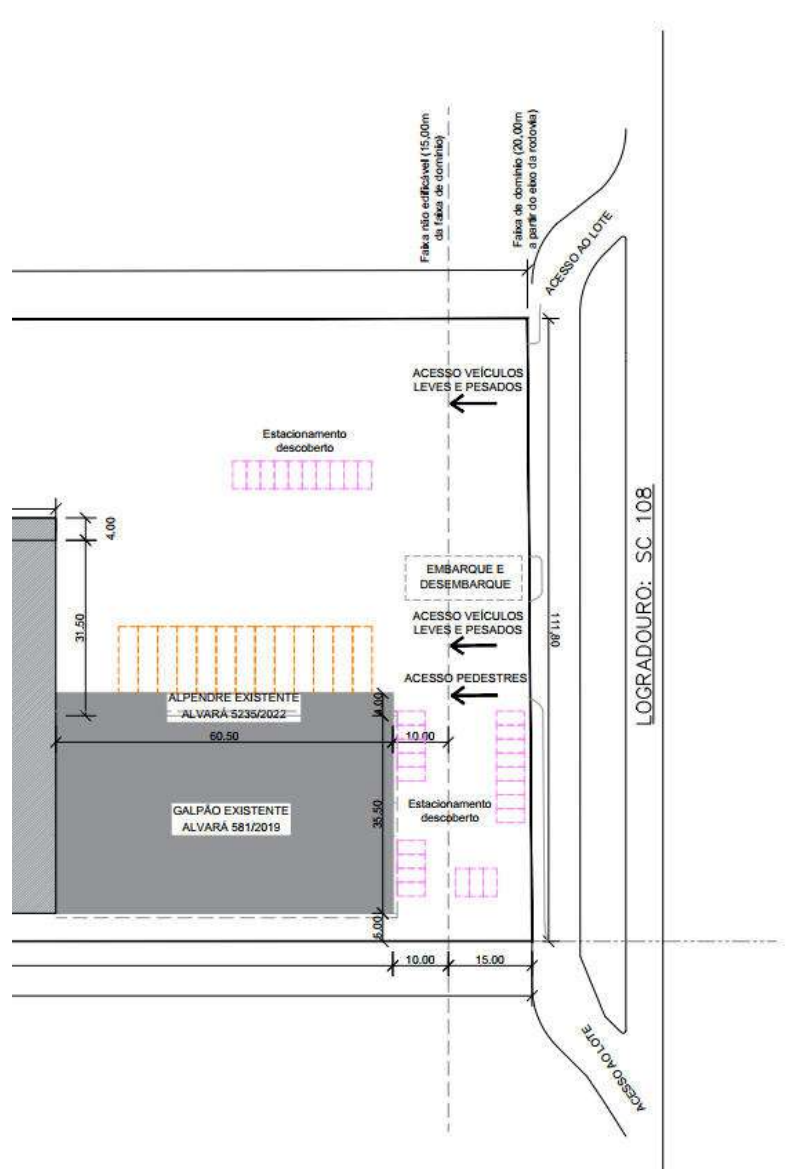 Faixa não edificável (15,00m
da faixa de domínio)
Faixa de domínio (20,00m
a partir do eixo da rodovia)
ACESSO AO LOTE
ACESSO VEÍCULOS
LEVES E PESADOS
Estacionamento
descoberto
4.00
31.50
EMBARQUE E
DESEMBARQUE
111,80
LOGRADOURO: SC 108
ACESSO VEÍCULOS
LEVES E PESADOS
ACESSO PEDESTRES
ALPENDRE EXISTENTE
ALVARÁ 5235/2022
4.00
60.50
10.00
GALPÃO EXISTENTE
ALVARÁ 581/2019
35.50
Estacionamento
descoberto
5.00
10.00
15.00
ACESSO AO LOTE